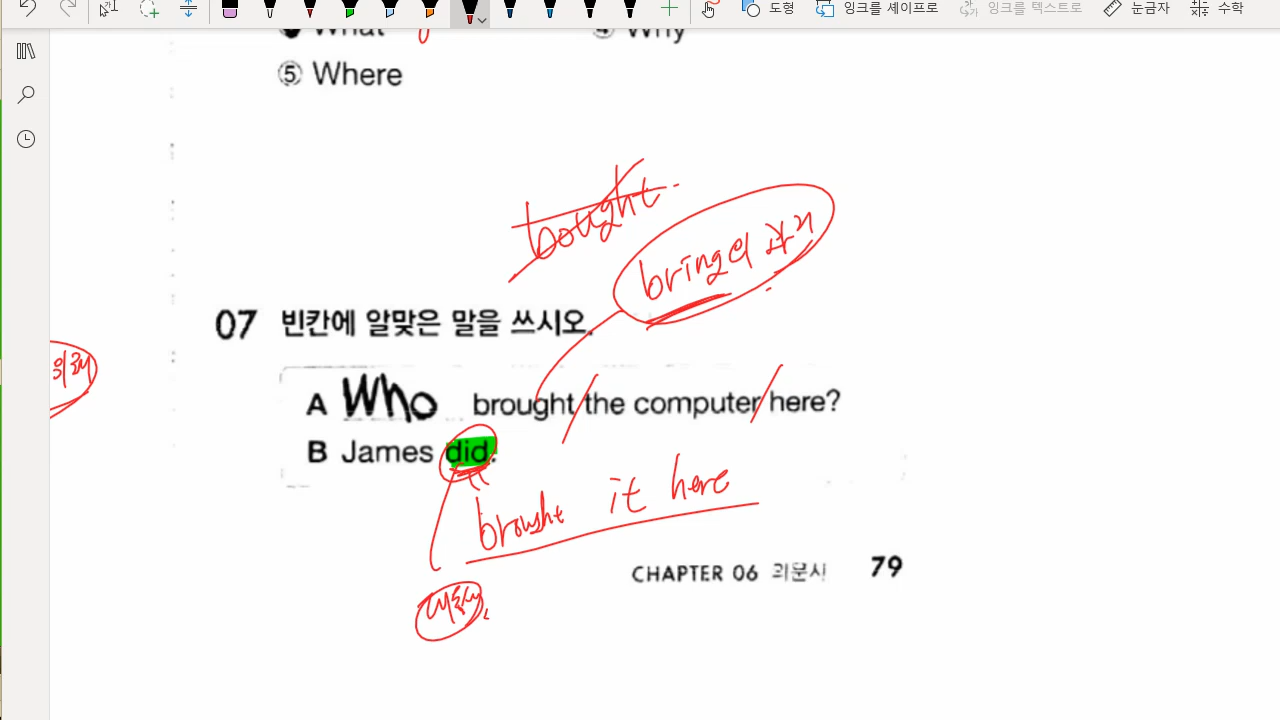 도형 잉크를 셰이프로 잉크를 텍스트로 눈금자 수학
What ④ Why
⑤ Where
bought
bring의 과거
07 빈칸에 알맞은 말을 쓰시오.
A Who brought the computer here?
B James did.
brought it here
CHAPTER 06 의문사 79
대동사